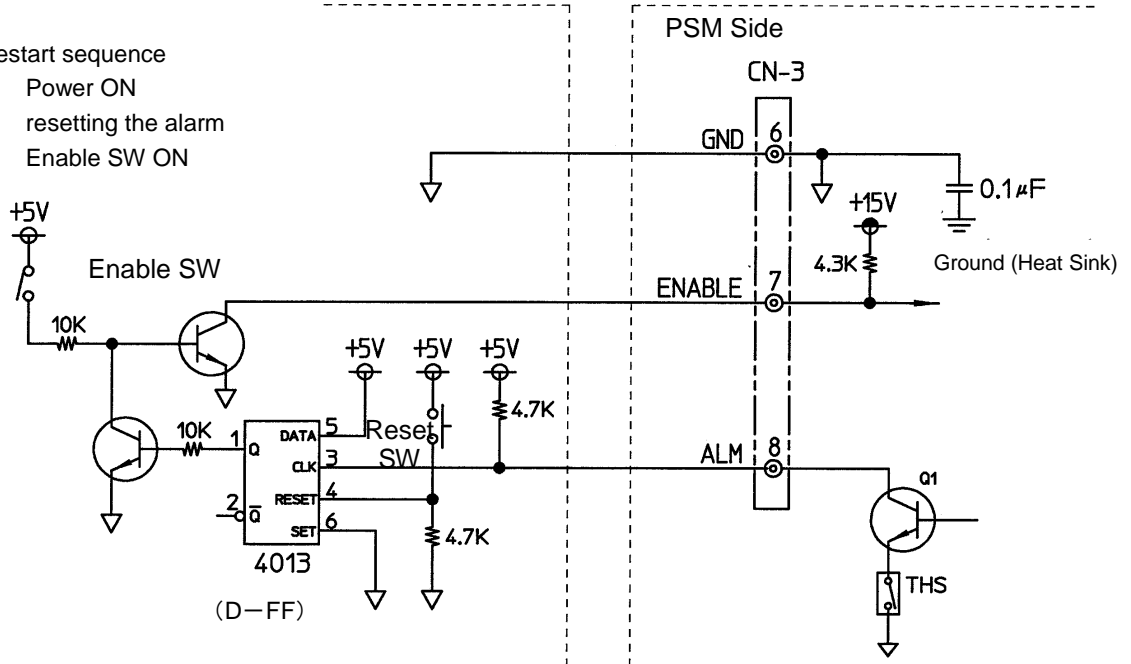 PSM Side
estart sequence
Power ON
resetting the alarm
Enable SW ON
CN-3
GND 6
0.1μF
+5V
+15V
4.3K
Ground (Heat Sink)
Enable SW
ENABLE 7
10K
+5V +5V +5V
4.7K
10K
1 Q DATA 5
Reset
SW
CLK 3
ALM 8
2 Q̅ RESET 4
SET 6
4.7K
Q1
4013
(D−FF)
THS